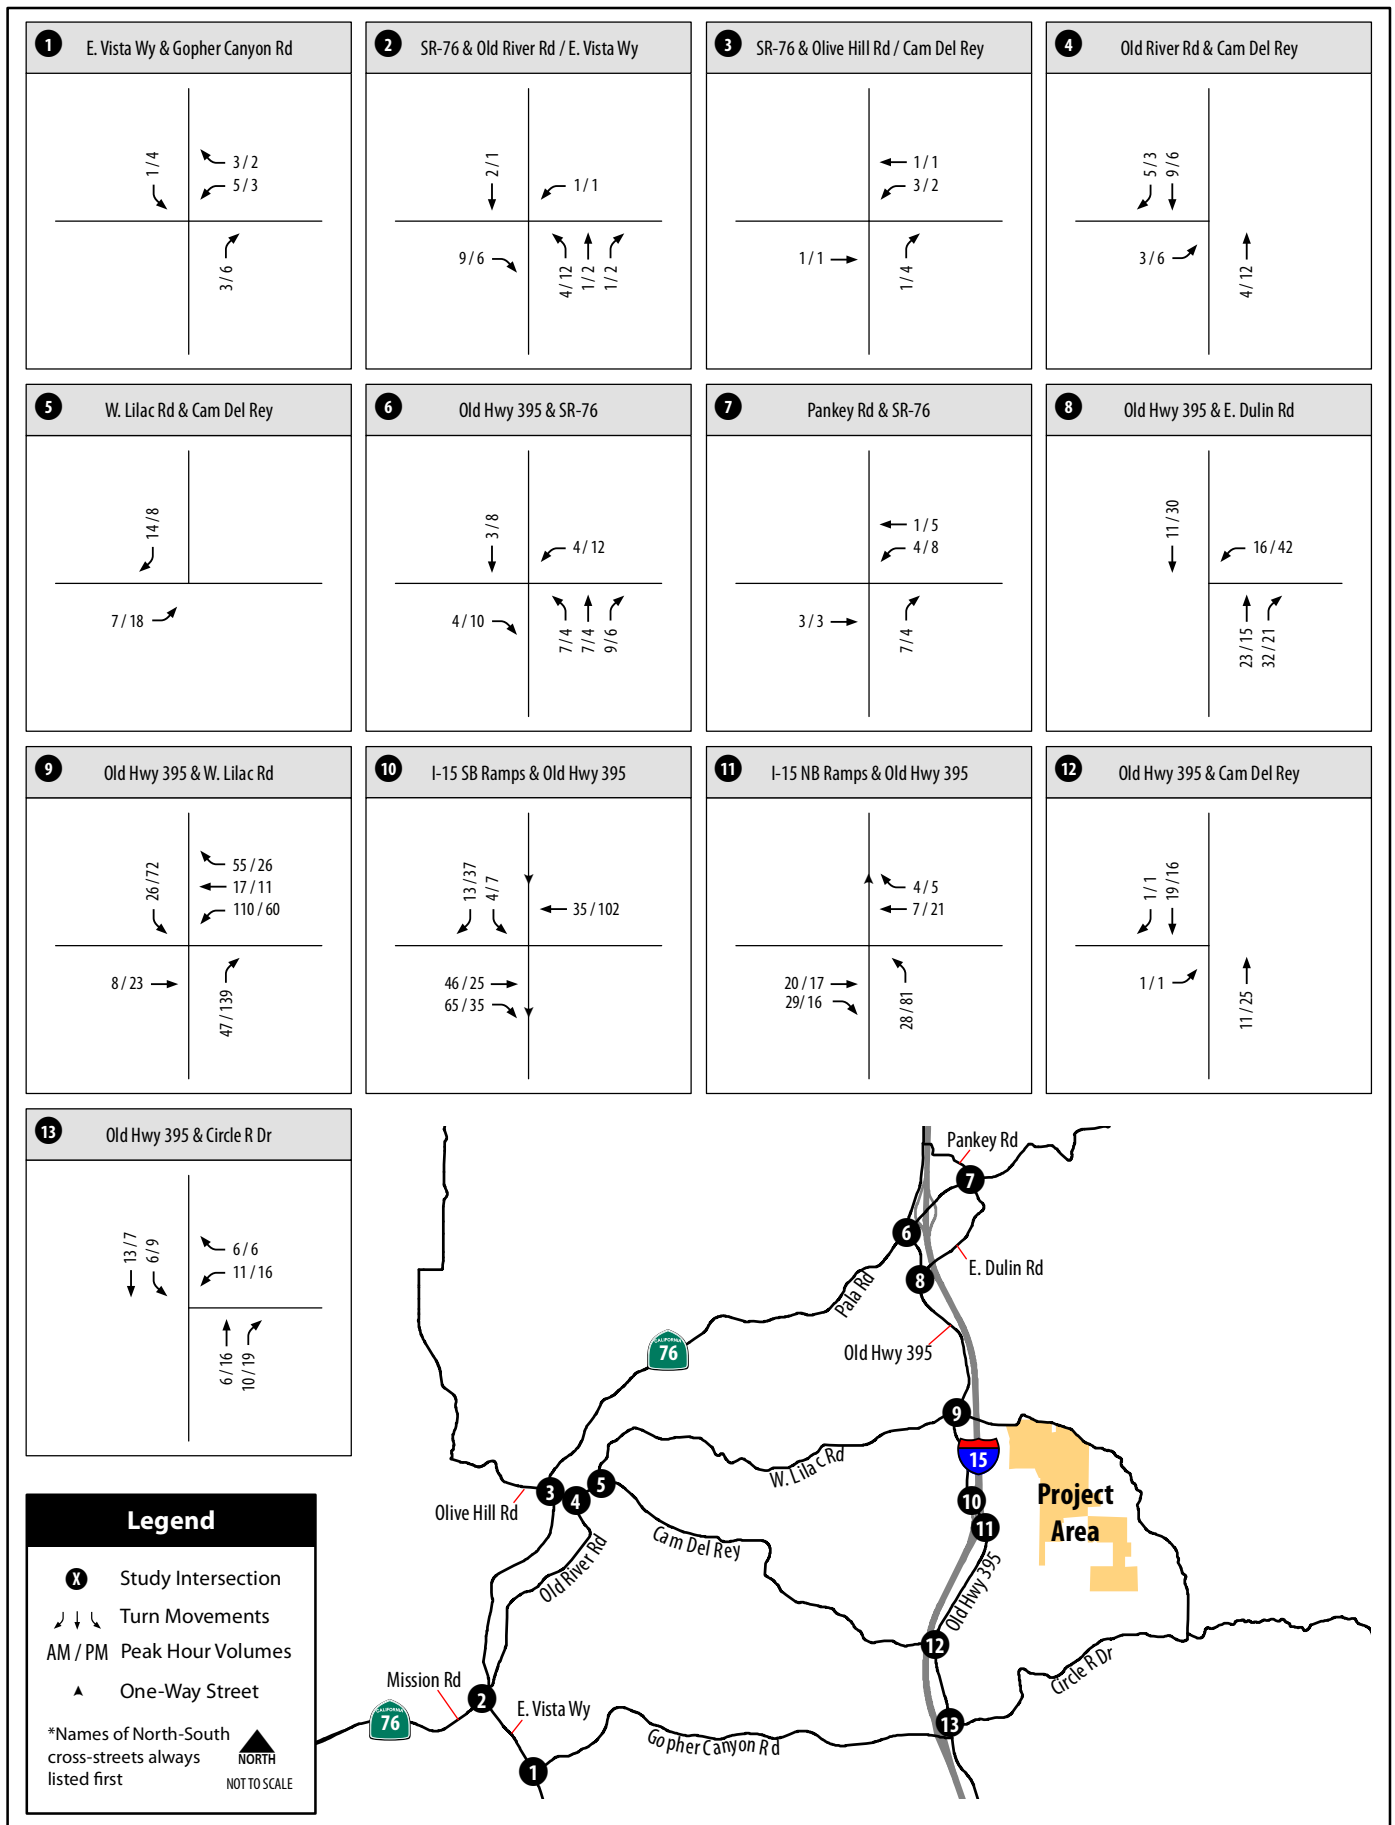 1 E. Vista Wy & Gopher Canyon Rd
1 / 4
3 / 2
5 / 3
3 / 6
2 SR-76 & Old River Rd / E. Vista Wy
2 / 1
1 / 1
9 / 6
4 / 12
1 / 2
1 / 2
3 SR-76 & Olive Hill Rd / Cam Del Rey
1 / 1
3 / 2
1 / 1
1 / 4
4 Old River Rd & Cam Del Rey
5 / 3
9 / 6
3 / 6
4 / 12
5 W. Lilac Rd & Cam Del Rey
14 / 8
7 / 18
6 Old Hwy 395 & SR-76
3 / 8
4 / 12
4 / 10
7 / 4
7 / 4
9 / 6
7 Pankey Rd & SR-76
1 / 5
4 / 8
3 / 3
7 / 4
8 Old Hwy 395 & E. Dulin Rd
11 / 30
16 / 42
23 / 15
32 / 21
9 Old Hwy 395 & W. Lilac Rd
26 / 72
55 / 26
17 / 11
110 / 60
8 / 23
47 / 139
10 I-15 SB Ramps & Old Hwy 395
13 / 37
4 / 7
35 / 102
46 / 25
65 / 35
11 I-15 NB Ramps & Old Hwy 395
4 / 5
7 / 21
20 / 17
29 / 16
28 / 81
12 Old Hwy 395 & Cam Del Rey
1 / 1
19 / 16
1 / 1
11 / 25
13 Old Hwy 395 & Circle R Dr
13 / 7
6 / 9
6 / 6
11 / 16
6 / 16
10 / 19
Pankey Rd
7
6
8
E. Dulin Rd
Pala Rd
Old Hwy 395
CALIFORNIA
76
9
15
W. Lilac Rd
Project
Area
10
11
3
4
5
Olive Hill Rd
Old River Rd
Cam Del Rey
Old Hwy 395
12
Circle R Dr
Mission Rd
2
E. Vista Wy
CALIFORNIA
76
13
Gopher Canyon Rd
1
Legend
X Study Intersection
Turn Movements
AM / PM Peak Hour Volumes
One-Way Street
*Names of North-South
cross-streets always
listed first
NORTH
NOT TO SCALE